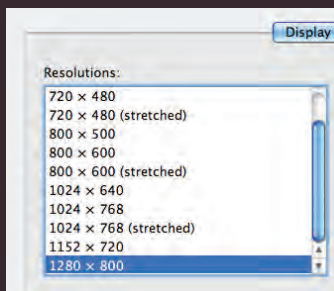 Display
Resolutions:
720 × 480
720 × 480 (stretched)
800 × 500
800 × 600
800 × 600 (stretched)
1024 × 640
1024 × 768
1024 × 768 (stretched)
1152 × 720
1280 × 800